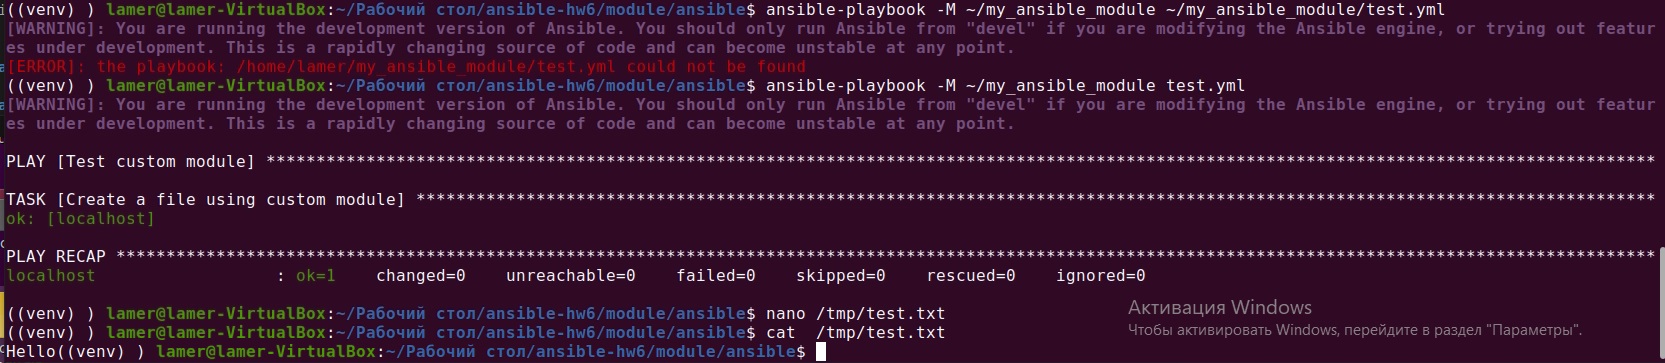 ((venv) ) lamer@lamer-VirtualBox:~/Рабочий стол/ansible-hw6/module/ansible$ ansible-playbook -M ~/my_ansible_module ~/my_ansible_module/test.yml
[WARNING]: You are running the development version of Ansible. You should only run Ansible from "devel" if you are modifying the Ansible engine, or trying out featur
es under development. This is a rapidly changing source of code and can become unstable at any point.
[ERROR]: the playbook: /home/lamer/my_ansible_module/test.yml could not be found
((venv) ) lamer@lamer-VirtualBox:~/Рабочий стол/ansible-hw6/module/ansible$ ansible-playbook -M ~/my_ansible_module test.yml
[WARNING]: You are running the development version of Ansible. You should only run Ansible from "devel" if you are modifying the Ansible engine, or trying out featur
es under development. This is a rapidly changing source of code and can become unstable at any point.
PLAY [Test custom module] *******************************************************************************************************************************************
TASK [Create a file using custom module] ****************************************************************************************************************************
ok: [localhost]
PLAY RECAP **********************************************************************************************************************************************************
localhost                  : ok=1    changed=0    unreachable=0    failed=0    skipped=0    rescued=0    ignored=0
((venv) ) lamer@lamer-VirtualBox:~/Рабочий стол/ansible-hw6/module/ansible$ nano /tmp/test.txt
((venv) ) lamer@lamer-VirtualBox:~/Рабочий стол/ansible-hw6/module/ansible$ cat  /tmp/test.txt
Hello((venv) ) lamer@lamer-VirtualBox:~/Рабочий стол/ansible-hw6/module/ansible$
Активация Windows
Чтобы активировать Windows, перейдите в раздел "Параметры".